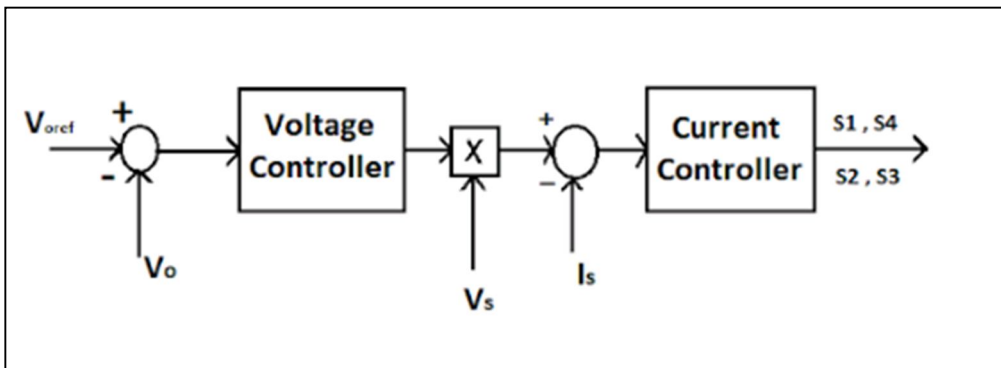 +
Voref
-
Vo
Voltage
Controller
X
Vs
+
–
Is
Current
Controller
S1 , S4
S2 , S3